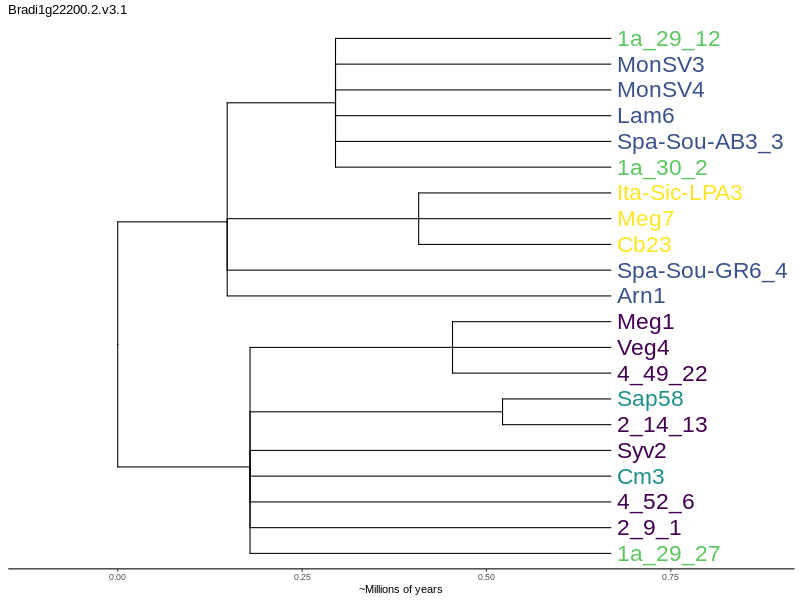 Bradi1g22200.2.v3.1
1a_29_12
MonSV3
MonSV4
Lam6
Spa-Sou-AB3_3
1a_30_2
Ita-Sic-LPA3
Meg7
Cb23
Spa-Sou-GR6_4
Arn1
Meg1
Veg4
4_49_22
Sap58
2_14_13
Syv2
Cm3
4_52_6
2_9_1
1a_29_27
0.00 0.25 0.50 0.75
~Millions of years